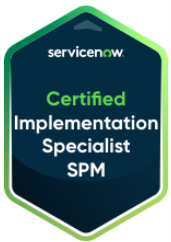 servicenow
Certified
Implementation
Specialist
SPM